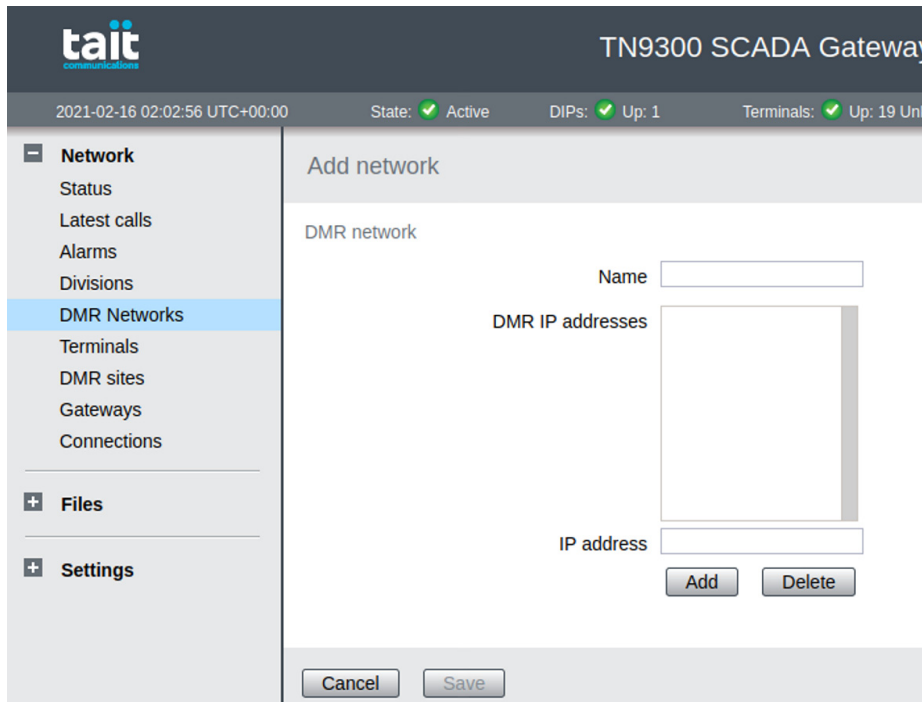 tait
communications
TN9300 SCADA Gateway
2021-02-16 02:02:56 UTC+00:00 State: Active DIPs: Up: 1 Terminals: Up: 19
Network
Status
Latest calls
Alarms
Divisions
DMR Networks
Terminals
DMR sites
Gateways
Connections
Files
Settings
Add network
DMR network
Name
DMR IP addresses
IP address
Add Delete
Cancel Save